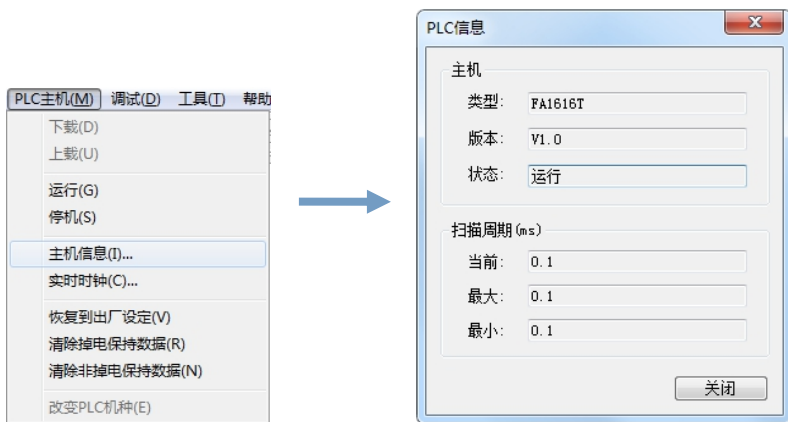 PLC主机(M) 调试(D) 工具(T) 帮助
下载(D)
上载(U)
运行(G)
停机(S)
主机信息(I)...
实时时钟(C)...
恢复到出厂设定(V)
清除掉电保持数据(R)
清除非掉电保持数据(N)
改变PLC机种(E)
PLC信息
主机
类型: FA1616T
版本: V1.0
状态: 运行
扫描周期(ms)
当前: 0.1
最大: 0.1
最小: 0.1
关闭